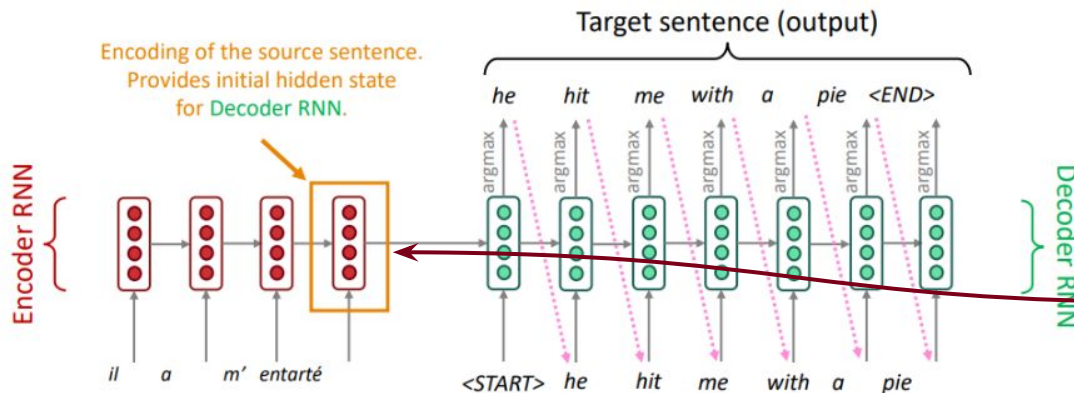 Target sentence (output)
Encoding of the source sentence.
Provides initial hidden state
for Decoder RNN.
he hit me with a pie <END>
argmax argmax argmax argmax argmax argmax argmax
Encoder RNN
Decoder RNN
il a m’ entarté
<START> he hit me with a pie